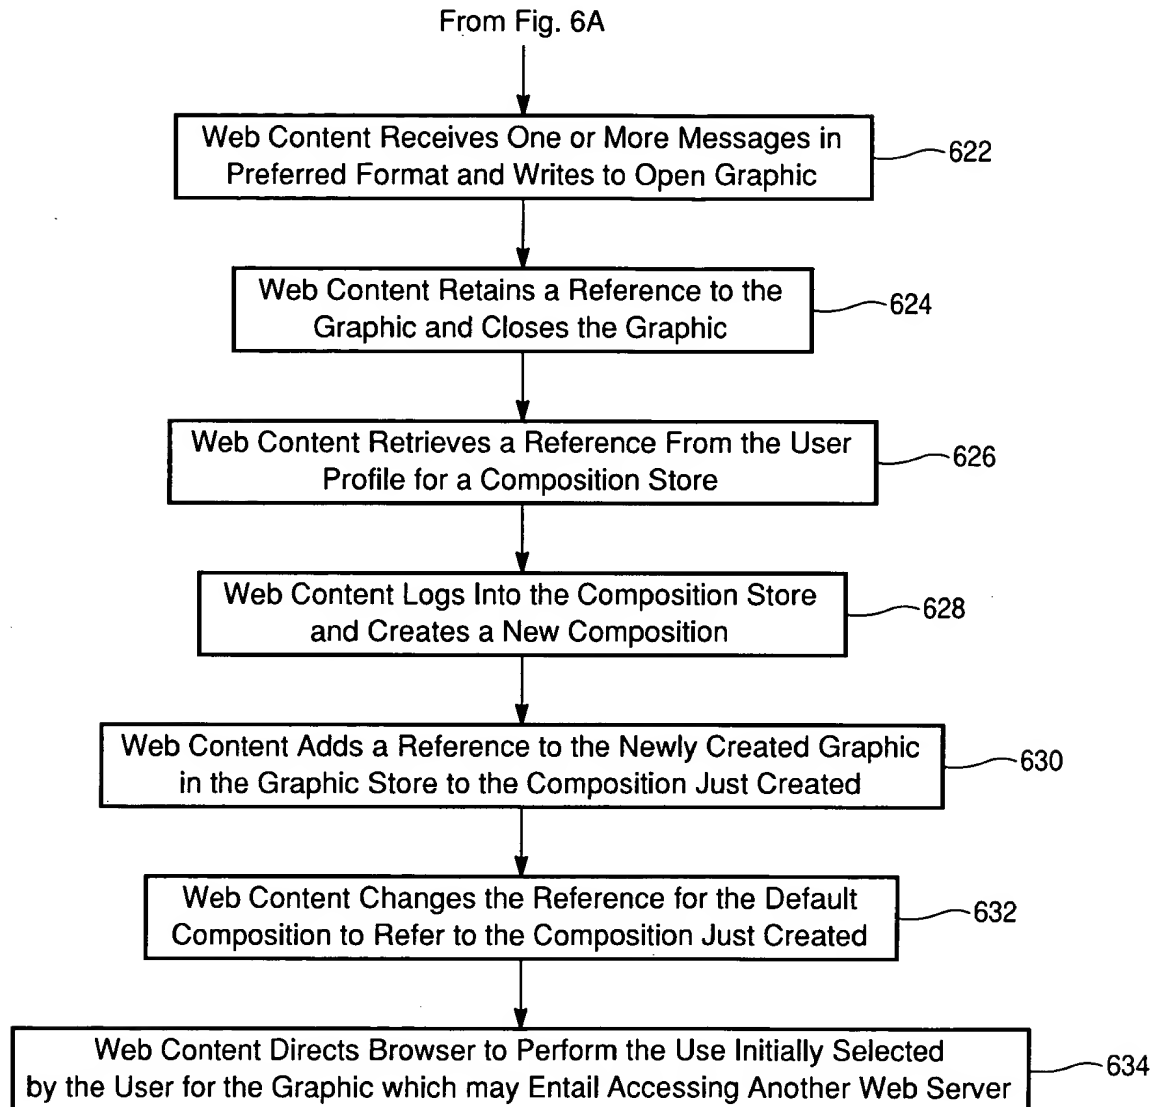 From Fig. 6A
Web Content Receives One or More Messages in
Preferred Format and Writes to Open Graphic
622
Web Content Retains a Reference to the
Graphic and Closes the Graphic
624
Web Content Retrieves a Reference From the User
Profile for a Composition Store
626
Web Content Logs Into the Composition Store
and Creates a New Composition
628
Web Content Adds a Reference to the Newly Created Graphic
in the Graphic Store to the Composition Just Created
630
Web Content Changes the Reference for the Default
Composition to Refer to the Composition Just Created
632
Web Content Directs Browser to Perform the Use Initially Selected
by the User for the Graphic which may Entail Accessing Another Web Server
634